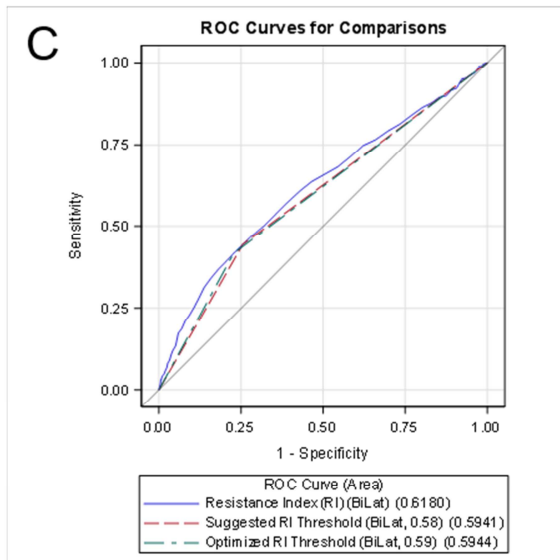 C
ROC Curves for Comparisons
1.00
0.75
0.50
0.25
0.00
Sensitivity
0.00 0.25 0.50 0.75 1.00
1 - Specificity
ROC Curve (Area)
Resistance Index (RI) (BiLat) (0.6180)
Suggested RI Threshold (BiLat, 0.58) (0.5941)
Optimized RI Threshold (BiLat, 0.59) (0.5944)